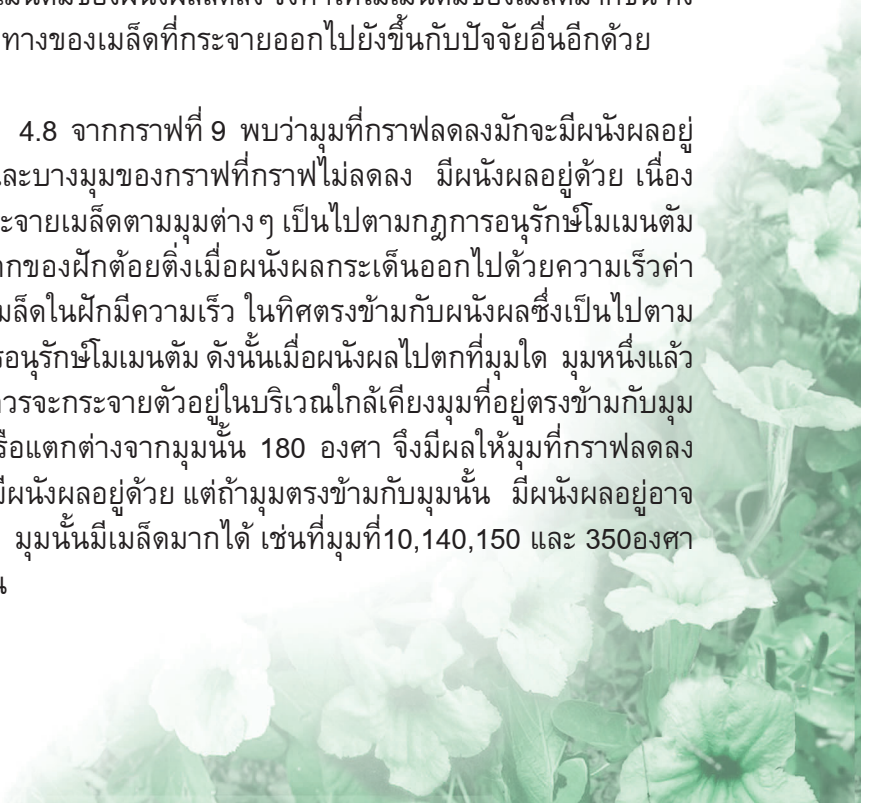 ทางของเมล็ดที่กระจายออกไปยังขึ้นกับปัจจัยอื่นอีกด้วย
4.8 จากกราฟที่ 9 พบว่ามุมที่กราฟลดลงมักจะมีผนังผลอยู่
และบางมุมของกราฟที่กราฟไม่ลดลง มีผนังผลอยู่ด้วย เนื่อง
ระจายเมล็ดตามมุมต่างๆ เป็นไปตามกฎการอนุรักษ์โมเมนตัม
ากของฝักต้อยติ่งเมื่อผนังผลกระเด็นออกไปด้วยความเร็วค่า
มล็ดในฝักมีความเร็ว ในทิศตรงข้ามกับผนังผลซึ่งเป็นไปตาม
รอนุรักษ์โมเมนตัม ดังนั้นเมื่อผนังผลไปตกที่มุมใด มุมหนึ่งแล้ว
วรจะกระจายตัวอยู่ในบริเวณใกล้เคียงมุมที่อยู่ตรงข้ามกับมุม
รือแตกต่างจากมุมนั้น 180 องศา จึงมีผลให้มุมที่กราฟลดลง
มีผนังผลอยู่ด้วย แต่ถ้ามุมตรงข้ามกับมุมนั้น มีผนังผลอยู่อาจ
มุมนั้นมีเมล็ดมากได้ เช่นที่มุมที่10,140,150 และ 350องศา
น